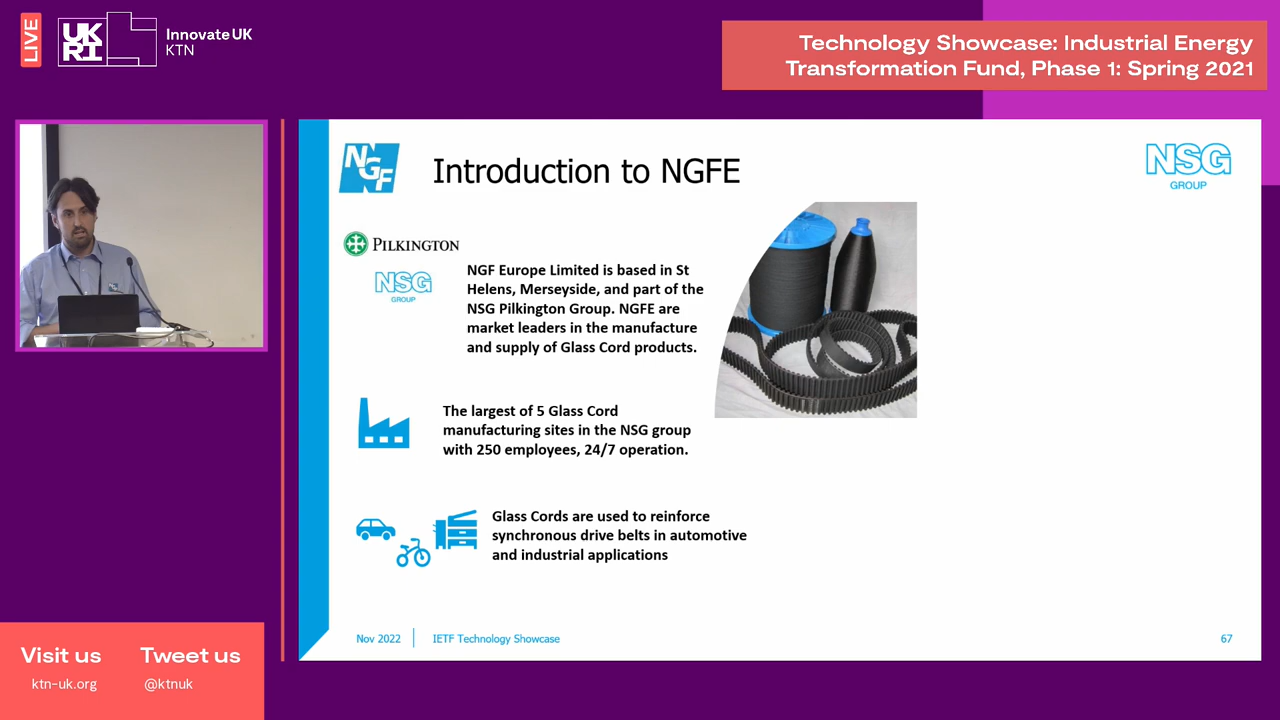 LIVE
UK
RI
Innovate UK
KTN
Technology Showcase: Industrial Energy
Transformation Fund, Phase 1: Spring 2021
NGF
Introduction to NGFE
NSG
GROUP
PILKINGTON
NSG
GROUP
NGF Europe Limited is based in St
Helens, Merseyside, and part of the
NSG Pilkington Group. NGFE are
market leaders in the manufacture
and supply of Glass Cord products.
The largest of 5 Glass Cord
manufacturing sites in the NSG group
with 250 employees, 24/7 operation.
Glass Cords are used to reinforce
synchronous drive belts in automotive
and industrial applications
Nov 2022
IETF Technology Showcase
67
Visit us
Tweet us
ktn-uk.org
@ktnuk